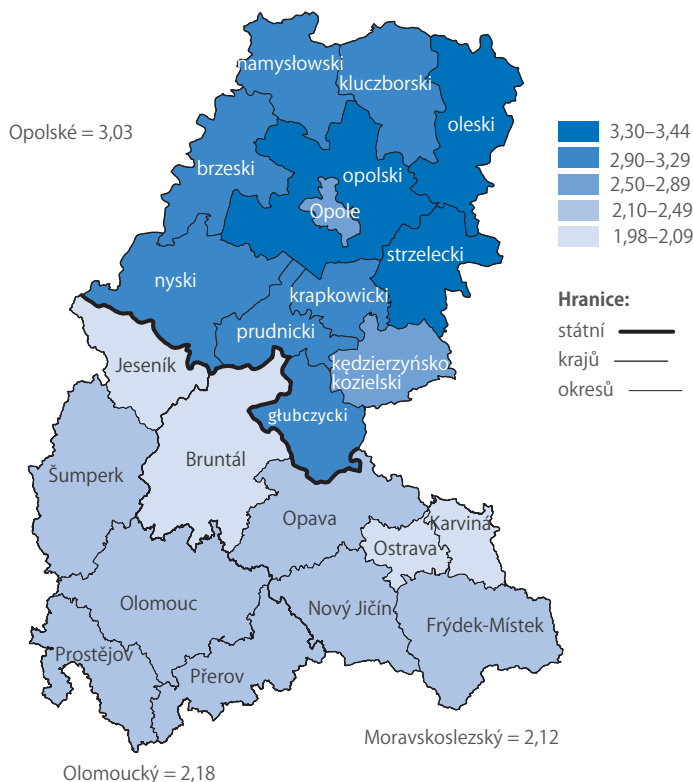 namysłowski
kluczborski
oleski
Opolské = 3,03
brzeski
opolski
Opole
strzelecki
nyski
krapkowicki
prudnicki
kędzierzyńsko
kozielski
głubczycki
Jeseník
Šumperk
Bruntál
Opava
Karviná
Ostrava
Olomouc
Nový Jičín
Frýdek-Místek
Prostějov
Přerov
Moravskoslezský = 2,12
Olomoucký = 2,18
3,30–3,44
2,90–3,29
2,50–2,89
2,10–2,49
1,98–2,09
Hranice:
státní
krajů
okresů